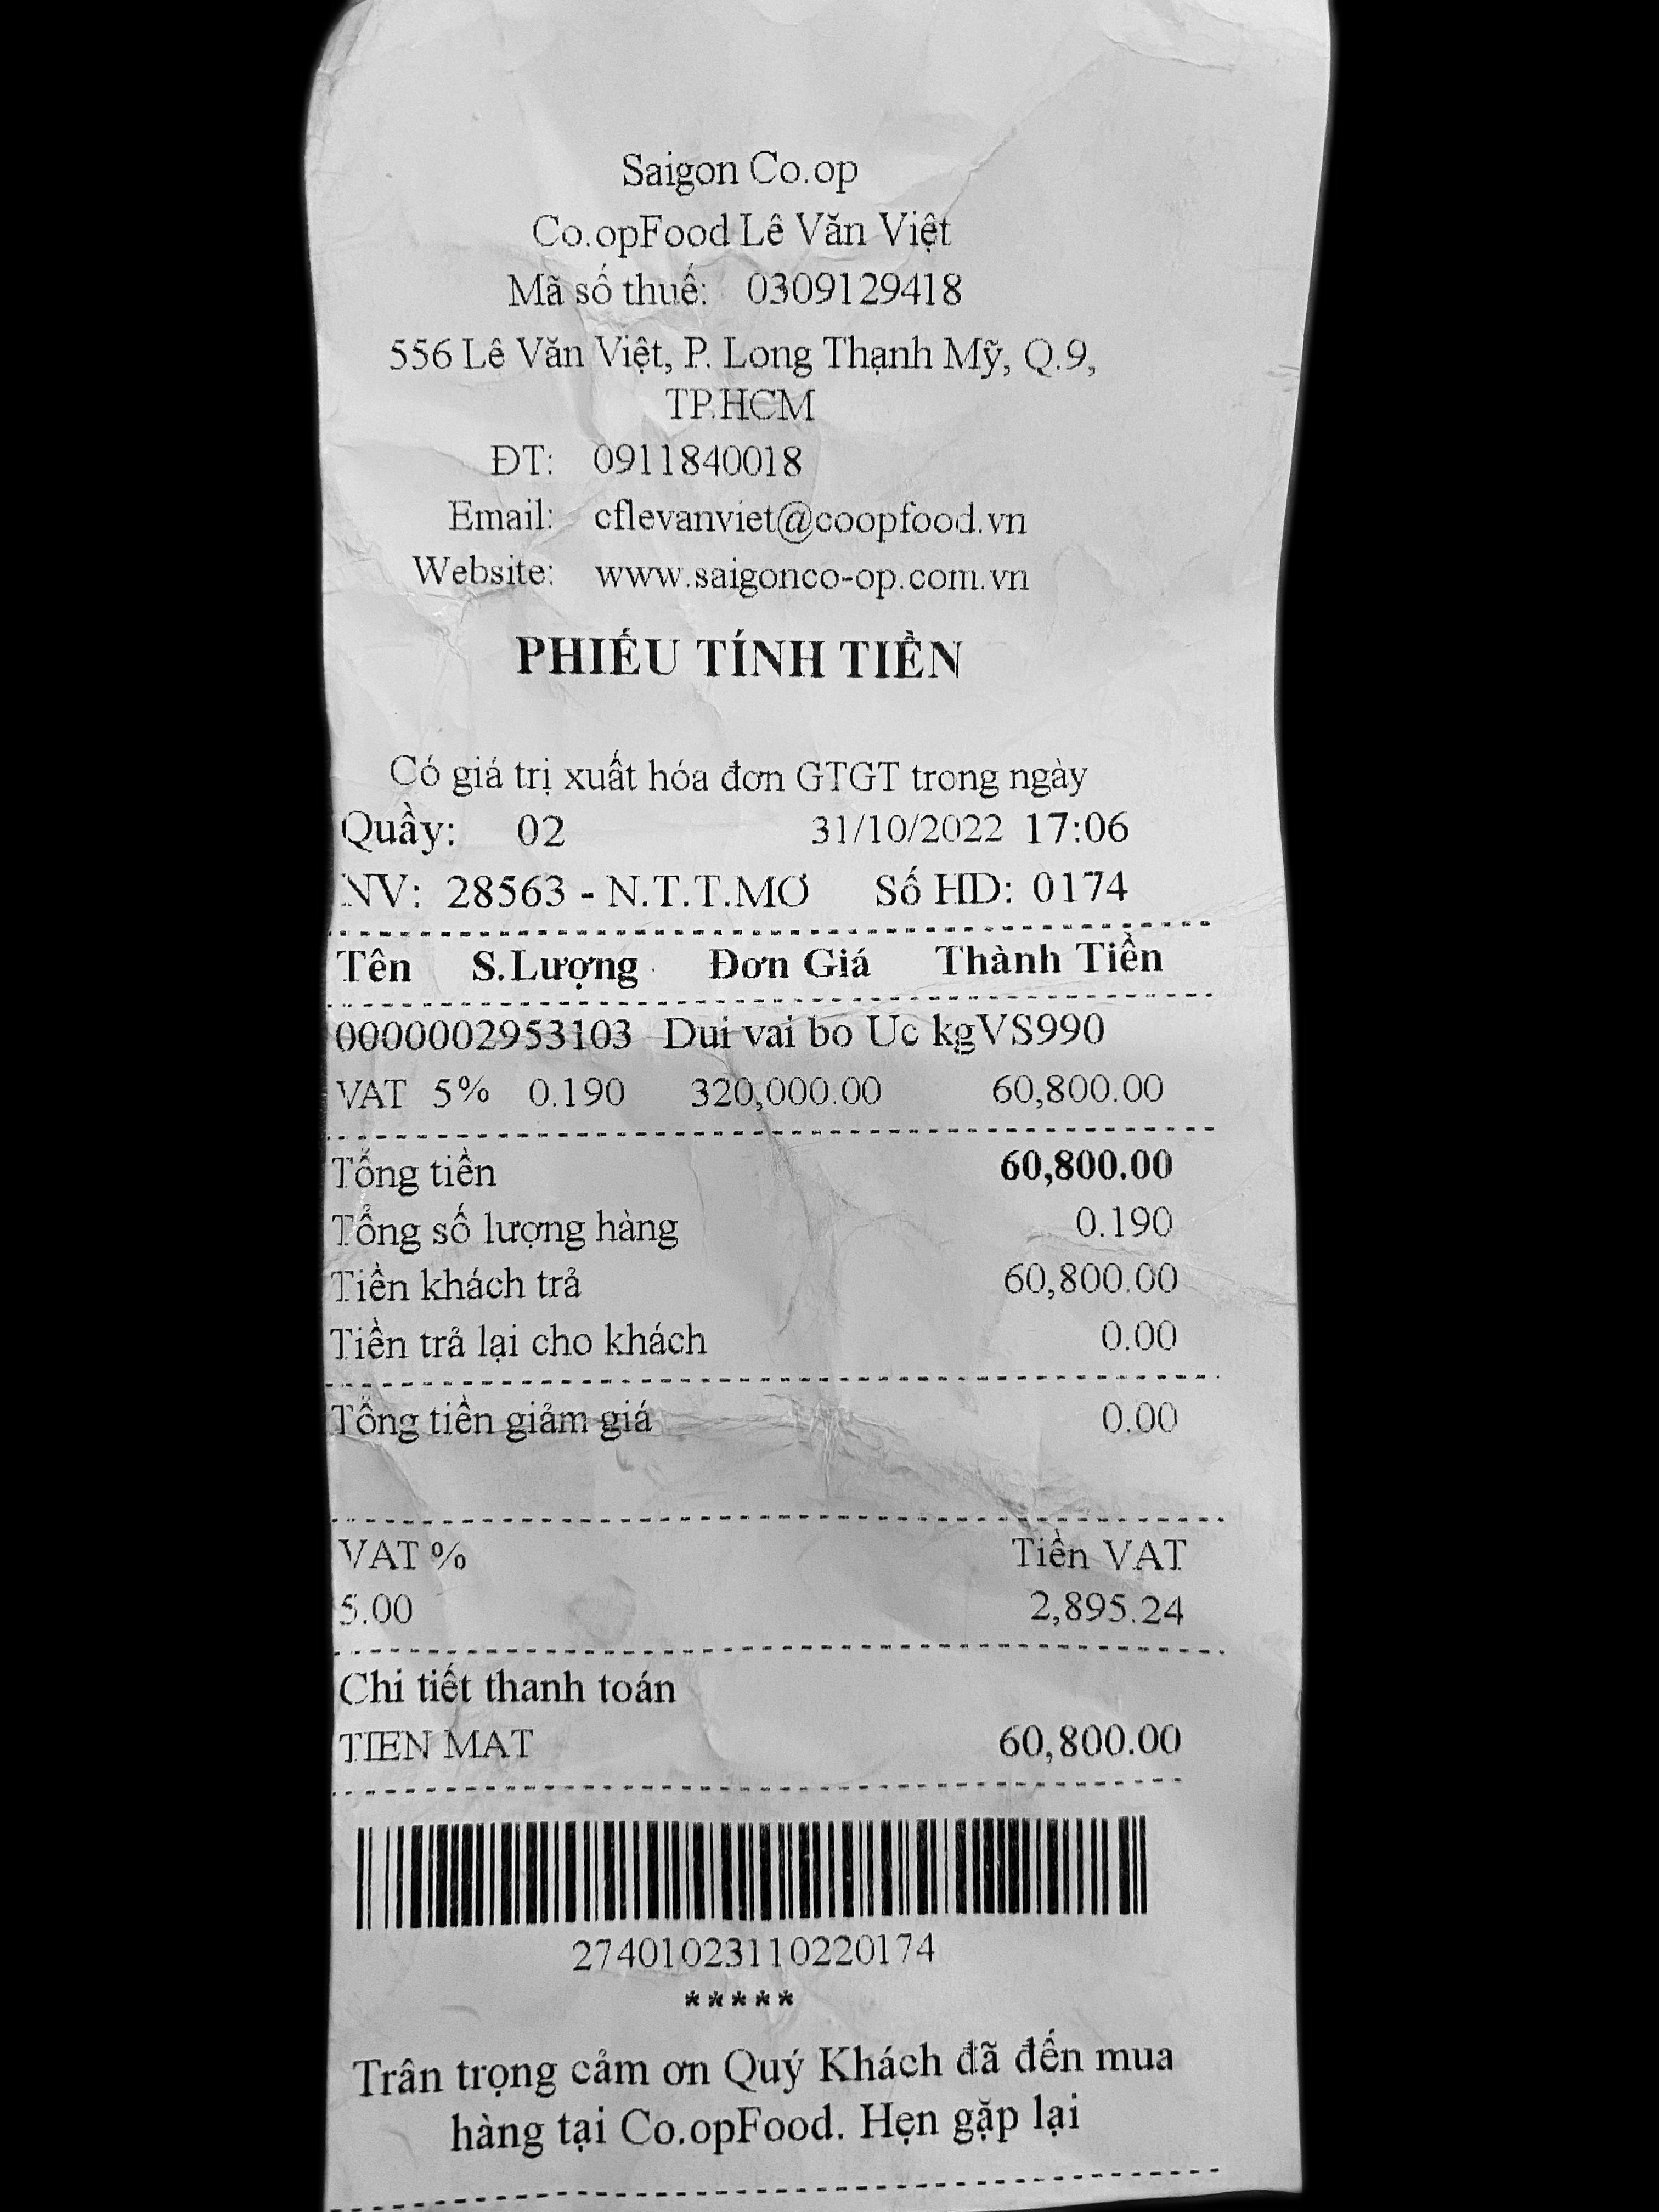 Saigon Co.op
Co.opFood Lê Văn Việt
Mã số thuế: 0309129418
556 Lê Văn Việt, P. Long Thạnh Mỹ, Q.9,
TP.HCM
ĐT: 0911840018
Email: cflevanviet@coopfood.vn
Website: www.saigonco-op.com.vn
PHIẾU TÍNH TIỀN
Có giá trị xuất hóa đơn GTGT trong ngày
Quầy: 02 31/10/2022 17:06
NV: 28563 - N.T.T.MƠ Số HD: 0174
Tên S.Lượng Đơn Giá Thành Tiền
0000002953103 Dui vai bo Uc kgVS990
VAT 5% 0.190 320,000.00 60,800.00
Tổng tiền 60,800.00
Tổng số lượng hàng 0.190
Tiền khách trả 60,800.00
Tiền trả lại cho khách 0.00
Tổng tiền giảm giá 0.00
VAT % Tiền VAT
5.00 2,895.24
Chi tiết thanh toán
TIEN MAT 60,800.00
27401023110220174
*****
Trân trọng cảm ơn Quý Khách đã đến mua
hàng tại Co.opFood. Hẹn gặp lại